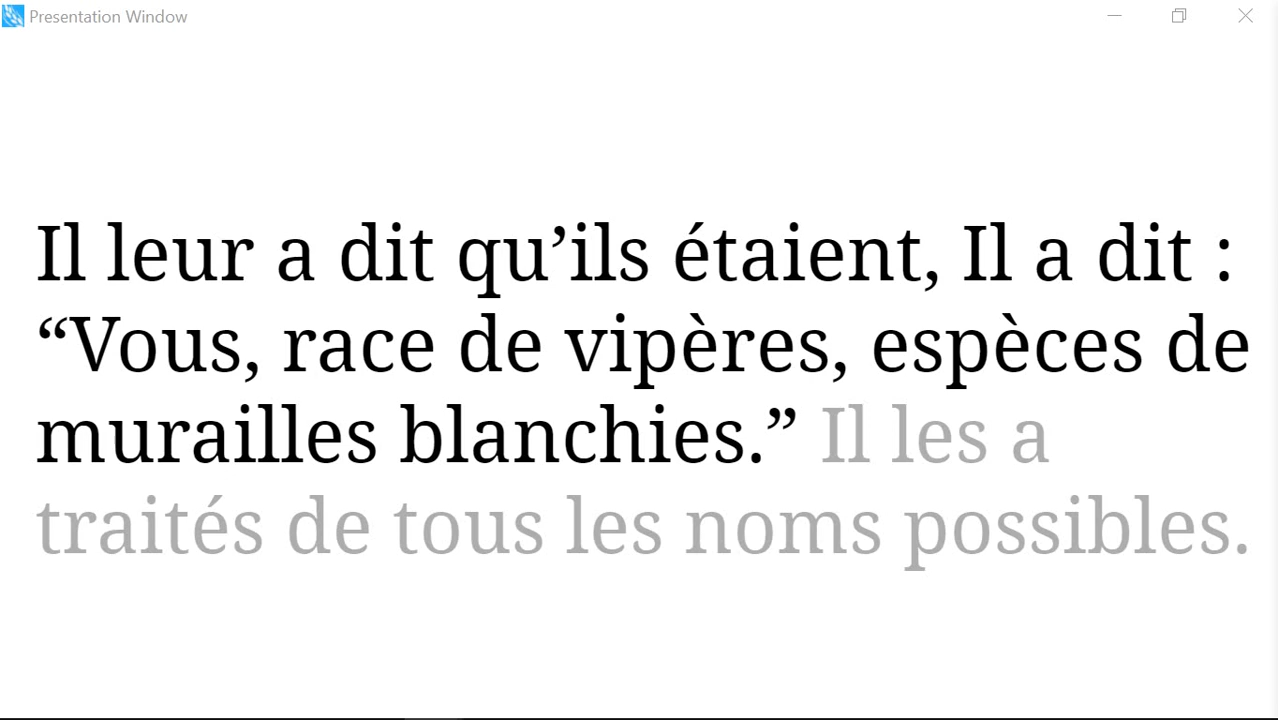 Presentation Window
Il leur a dit qu’ils étaient, Il a dit :
“Vous, race de vipères, espèces de
murailles blanchies.” Il les a
traités de tous les noms possibles.